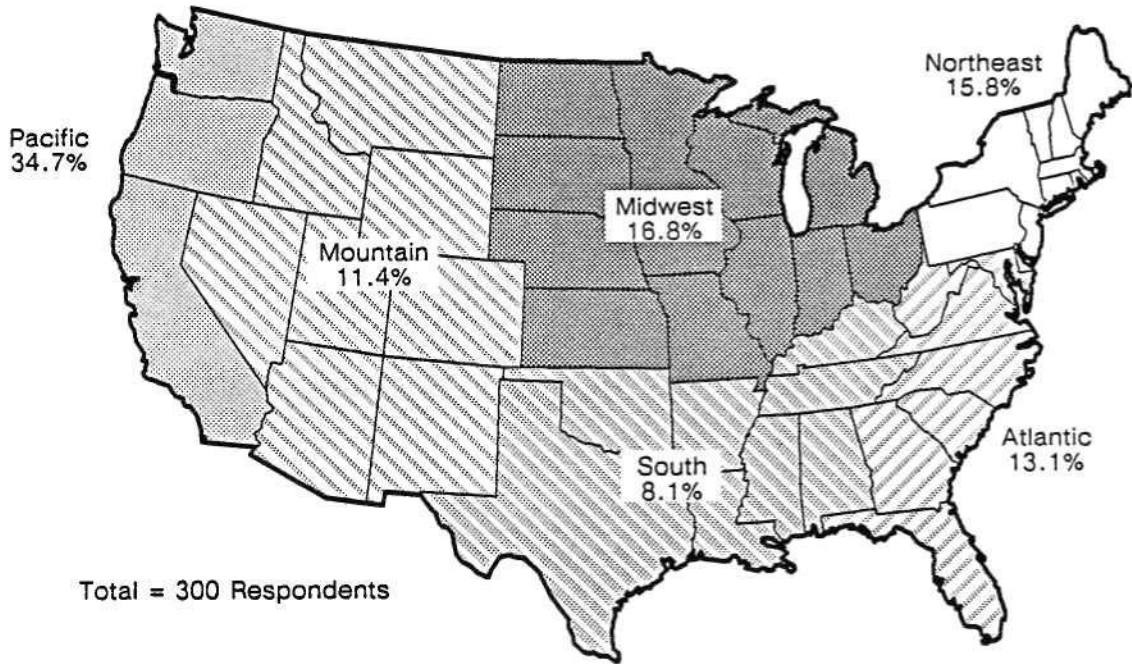 Northeast
15.8%
Pacific
34.7%
Midwest
16.8%
Mountain
11.4%
Atlantic
13.1%
South
8.1%
Total = 300 Respondents